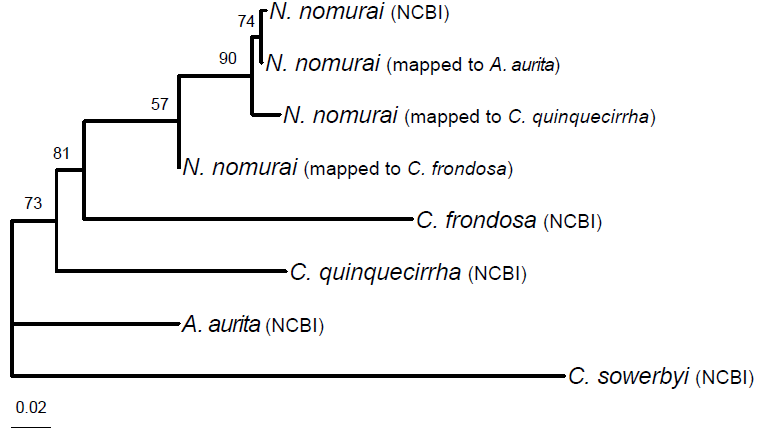 N. nomurai (NCBI)
74
N. nomurai (mapped to A. aurita)
90
N. nomurai (mapped to C. quinquecirrha)
57
N. nomurai (mapped to C. frondosa)
81
C. frondosa (NCBI)
73
C. quinquecirrha (NCBI)
A. aurita (NCBI)
C. sowerbyi (NCBI)
0.02